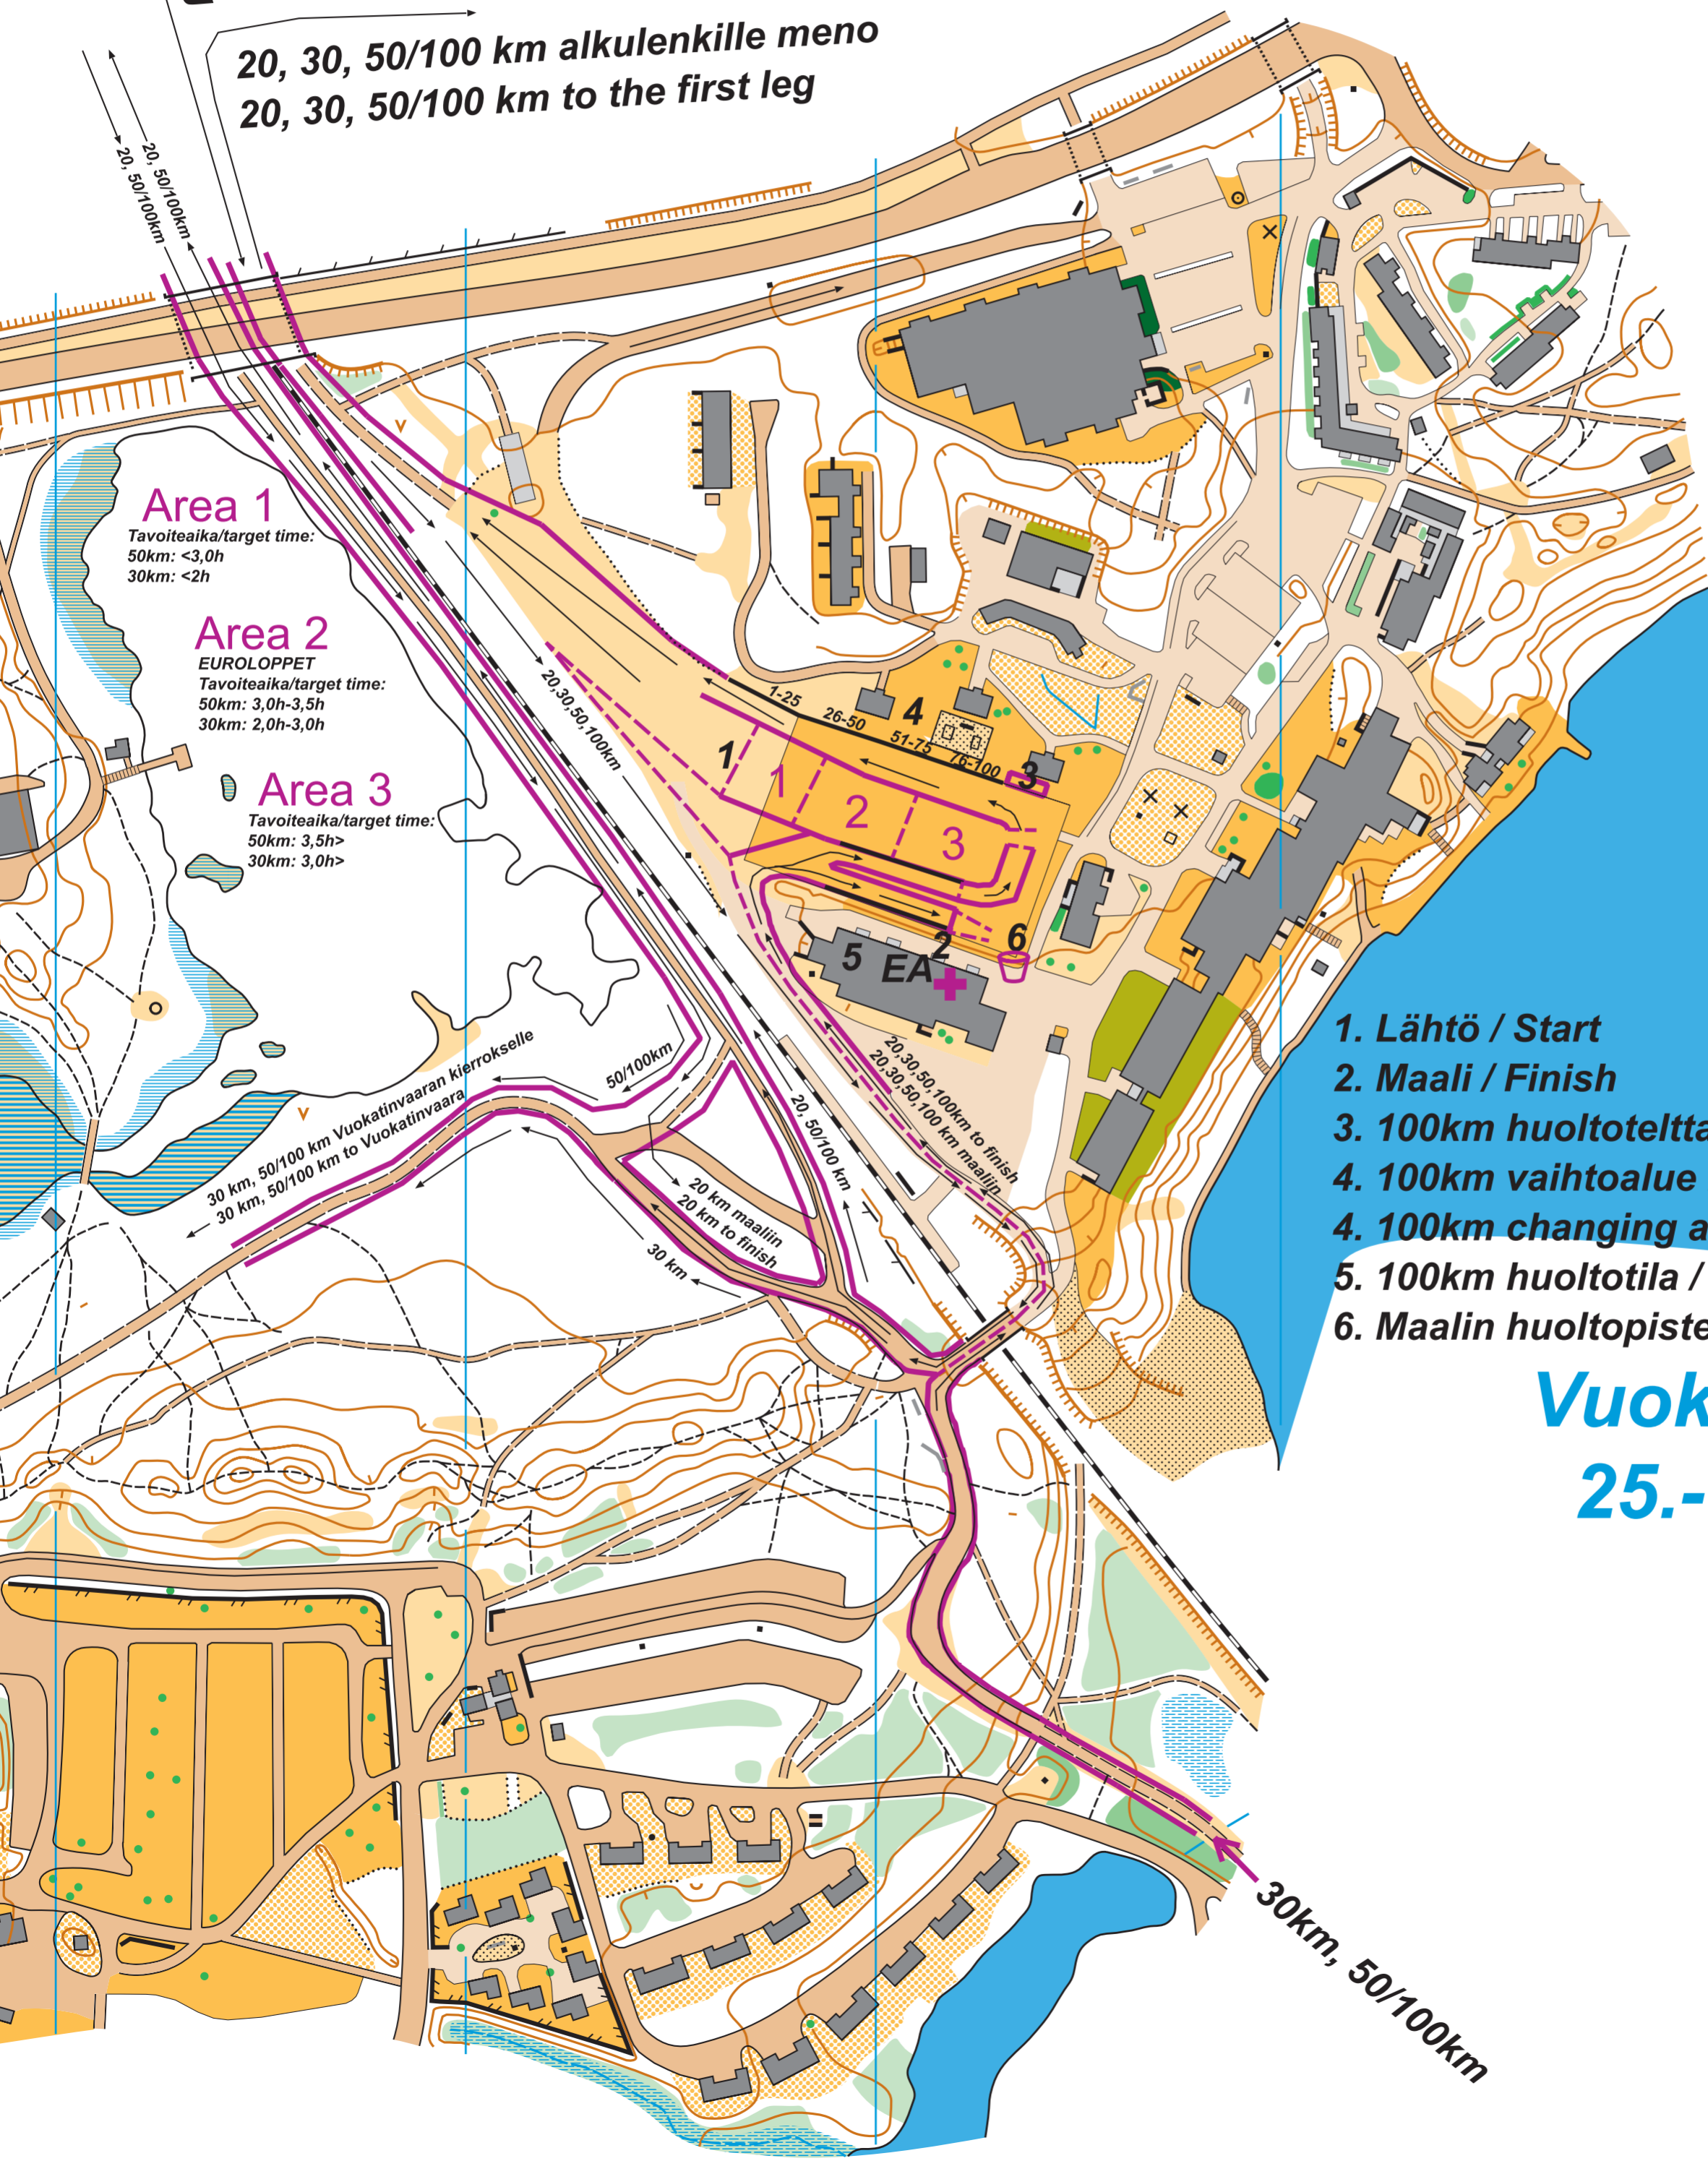 20, 30, 50/100 km alkulenkille meno
20, 30, 50/100 km to the first leg
20, 50/100km
20, 50/100km
Area 1
Tavoiteaika/target time:
50km: <3,0h
30km: <2h
Area 2
EUROLOPPET
Tavoiteaika/target time:
50km: 3,0h-3,5h
30km: 2,0h-3,0h
Area 3
Tavoiteaika/target time:
50km: 3,5h>
30km: 3,0h>
20,30,50,100km
1-25
26-50
51-75
76-100
4
3
1
1
2
3
2
6
5 EA
20,30,50,100km to finish
20,30,50,100 km maaliin
50/100km
20, 50/100 km
30 km, 50/100 km Vuokatinvaaran kierrokselle
30 km, 50/100 km to Vuokatinvaara
20 km maaliin
20 km to finish
30 km
1. Lähtö / Start
2. Maali / Finish
3. 100km huoltoteltta
4. 100km vaihtoalue
4. 100km changing a
5. 100km huoltotila /
6. Maalin huoltopiste
Vuok
25.-
30km, 50/100km